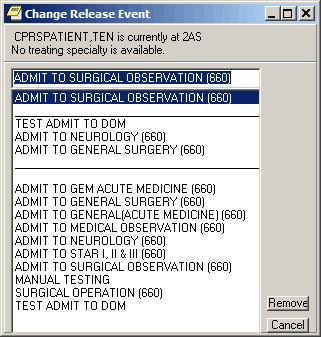 Change Release Event
CPRSPATIENT,TEN is currently at 2AS
No treating specialty is available.
ADMIT TO SURGICAL OBSERVATION (660)
ADMIT TO SURGICAL OBSERVATION (660)
TEST ADMIT TO DOM
ADMIT TO NEUROLOGY (660)
ADMIT TO GENERAL SURGERY (660)
ADMIT TO GEM ACUTE MEDICINE (660)
ADMIT TO GENERAL SURGERY (660)
ADMIT TO GENERAL(ACUTE MEDICINE) (660)
ADMIT TO MEDICAL OBSERVATION (660)
ADMIT TO NEUROLOGY (660)
ADMIT TO STAR I, II & III (660)
ADMIT TO SURGICAL OBSERVATION (660)
MANUAL TESTING
SURGICAL OPERATION (660)
TEST ADMIT TO DOM
Remove
Cancel